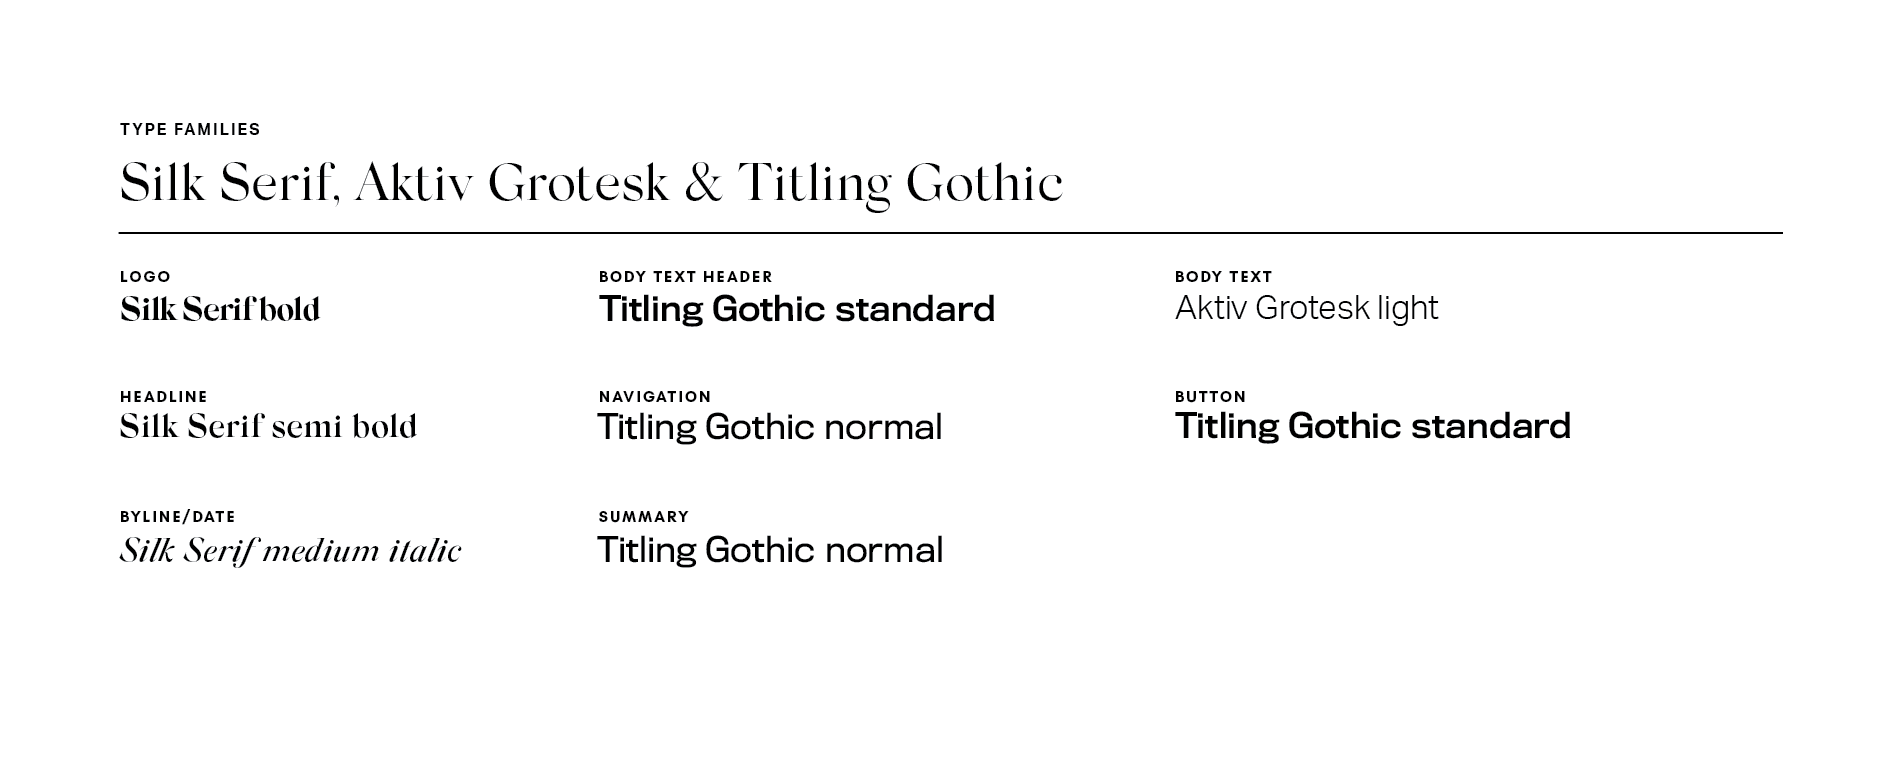 TYPE FAMILIES
Silk Serif, Aktiv Grotesk & Titling Gothic
LOGO
Silk Serif bold
BODY TEXT HEADER
Titling Gothic standard
BODY TEXT
Aktiv Grotesk light
HEADLINE
Silk Serif semi bold
NAVIGATION
Titling Gothic normal
BUTTON
Titling Gothic standard
BYLINE/DATE
Silk Serif medium italic
SUMMARY
Titling Gothic normal